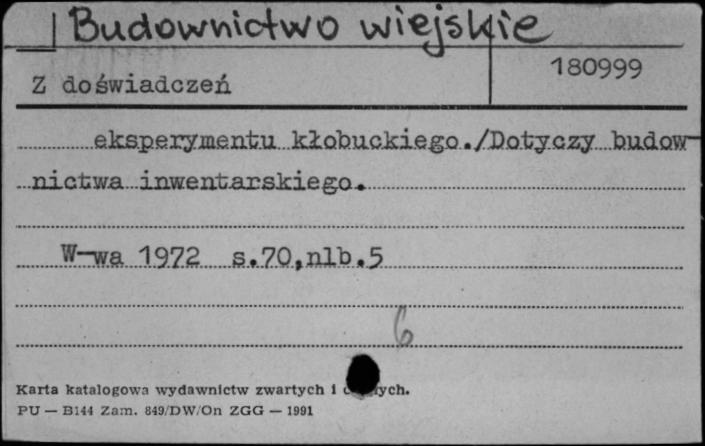 Budownictwo wiejskie
180999
Z doświadczeń
eksperymentu kłobuckiego./Dotyczy budow-
nictwa inwentarskiego.
W-wa 1972 s.70,nlb.5
6
Karta katalogowa wydawnictw zwartych i
PU — B144 Zam. 849/DW/On ZGG — 1991